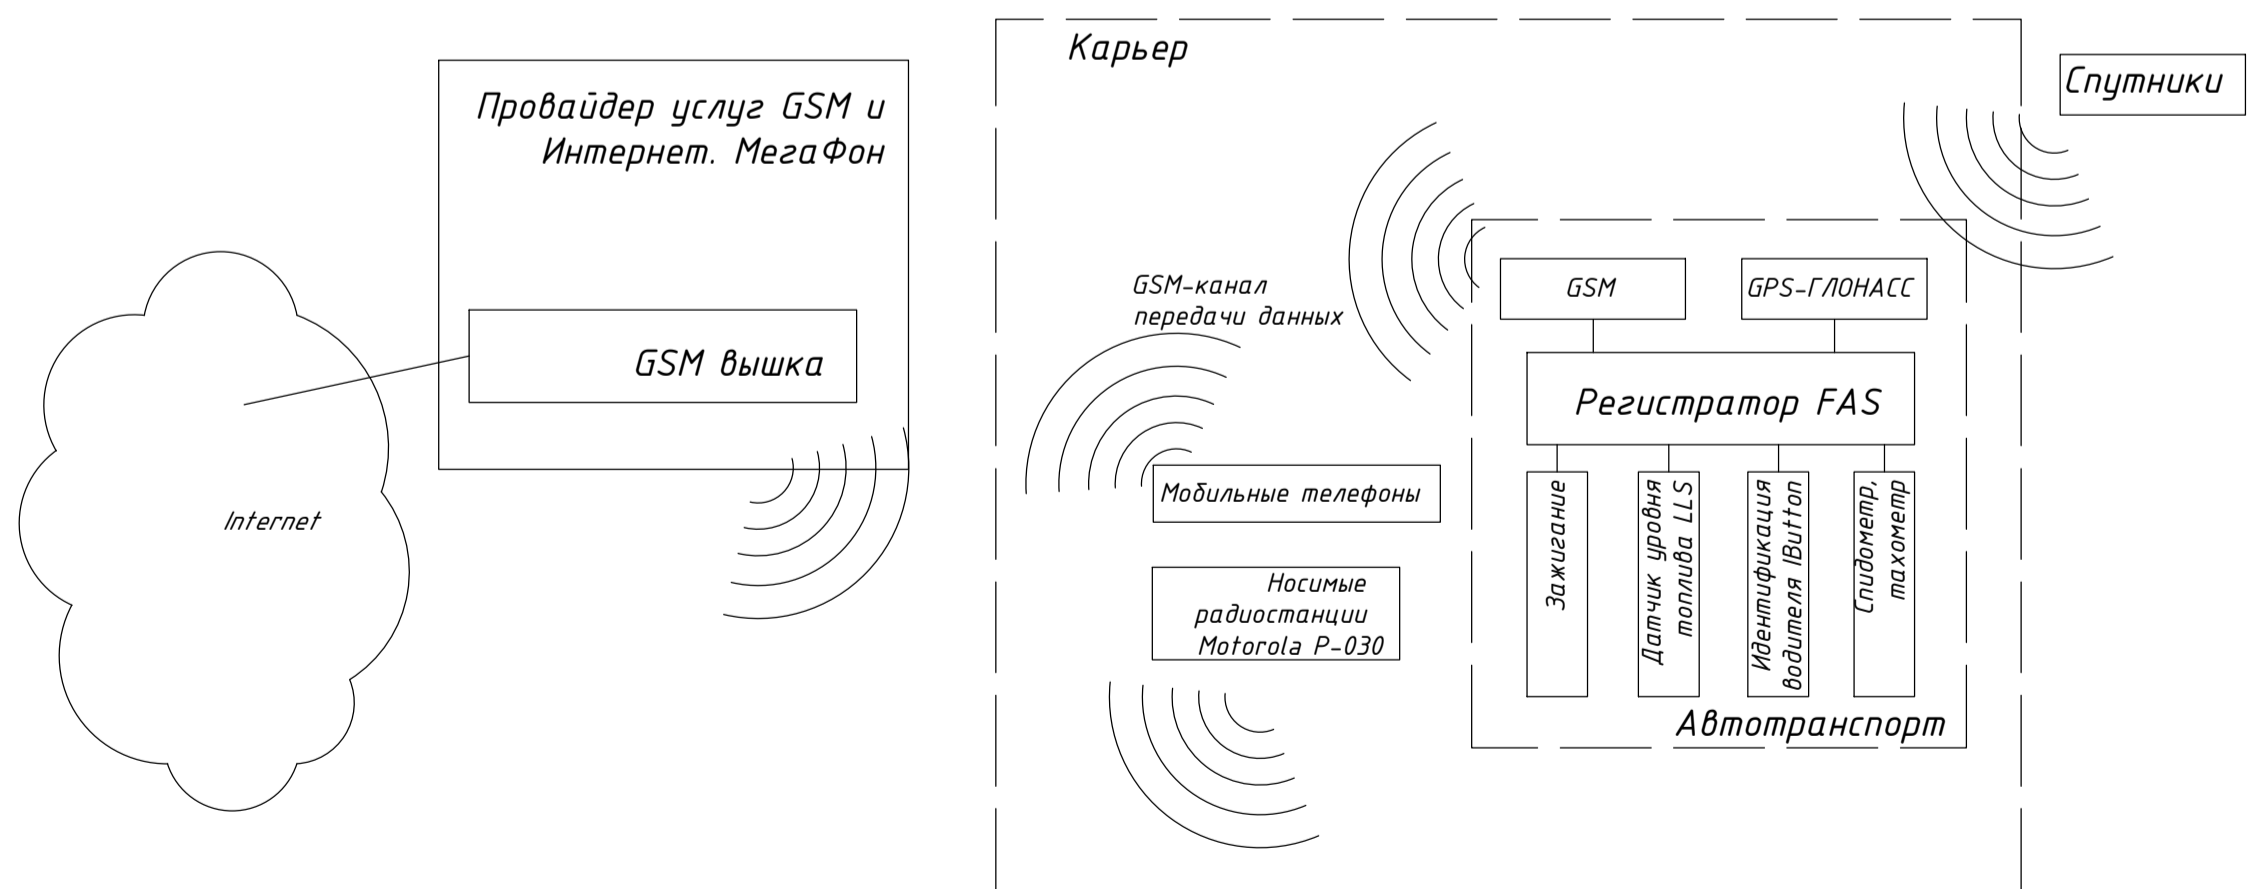 Карьер
Спутники
Провайдер услуг GSM и
Интернет. МегаФон
GSM-канал
передачи данных
GSM
GPS-ГЛОНАСС
GSM вышка
Регистратор FAS
Internet
Мобильные телефоны
Носимые
радиостанции
Motorola P-030
Зажигание
Датчик уровня
топлива LLS
Идентификация
водителя IButton
Спидометр,
тахометр
Автотранспорт